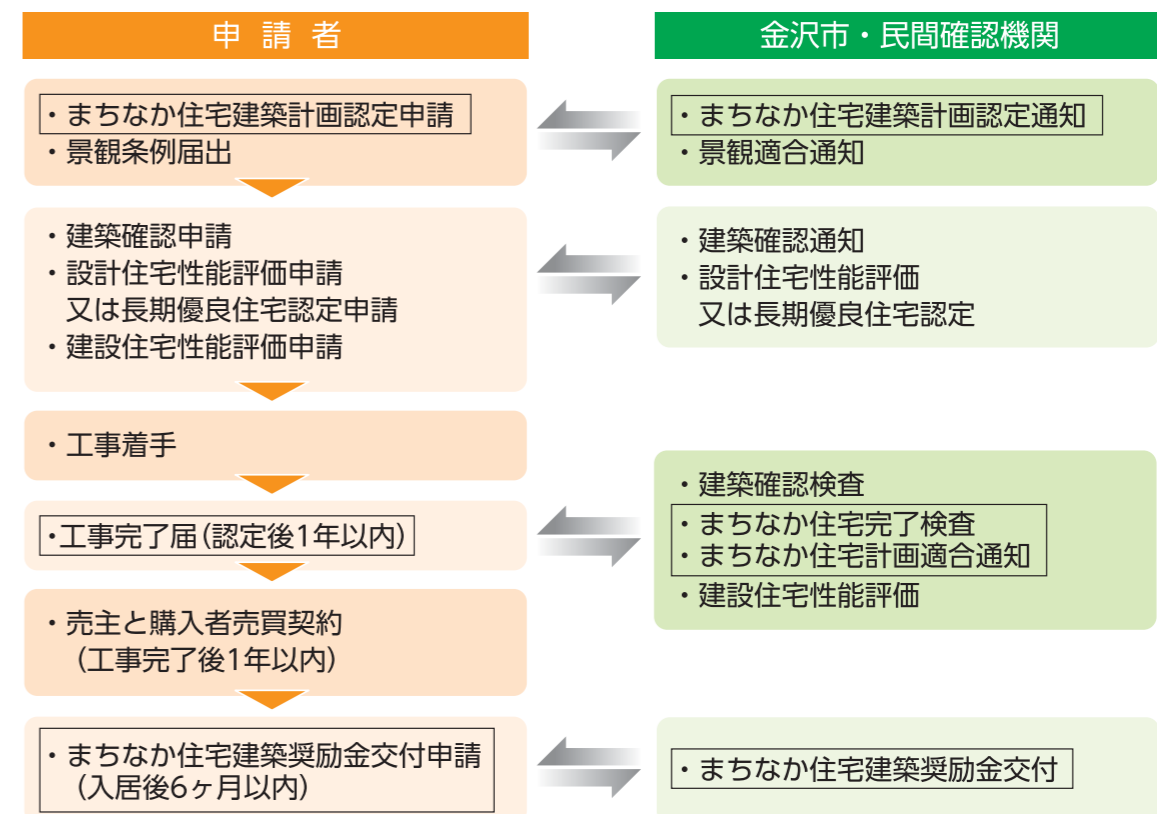 申請者
金沢市・民間確認機関
・まちなか住宅建築計画認定申請
・景観条例届出
・まちなか住宅建築計画認定通知
・景観適合通知
・建築確認申請
・設計住宅性能評価申請
又は長期優良住宅認定申請
・建設住宅性能評価申請
・建築確認通知
・設計住宅性能評価
又は長期優良住宅認定
・工事着手
・工事完了届(認定後1年以内)
・建築確認検査
・まちなか住宅完了検査
・まちなか住宅計画適合通知
・建設住宅性能評価
・売主と購入者売買契約
(工事完了後1年以内)
・まちなか住宅建築奨励金交付申請
(入居後6ヶ月以内)
・まちなか住宅建築奨励金交付